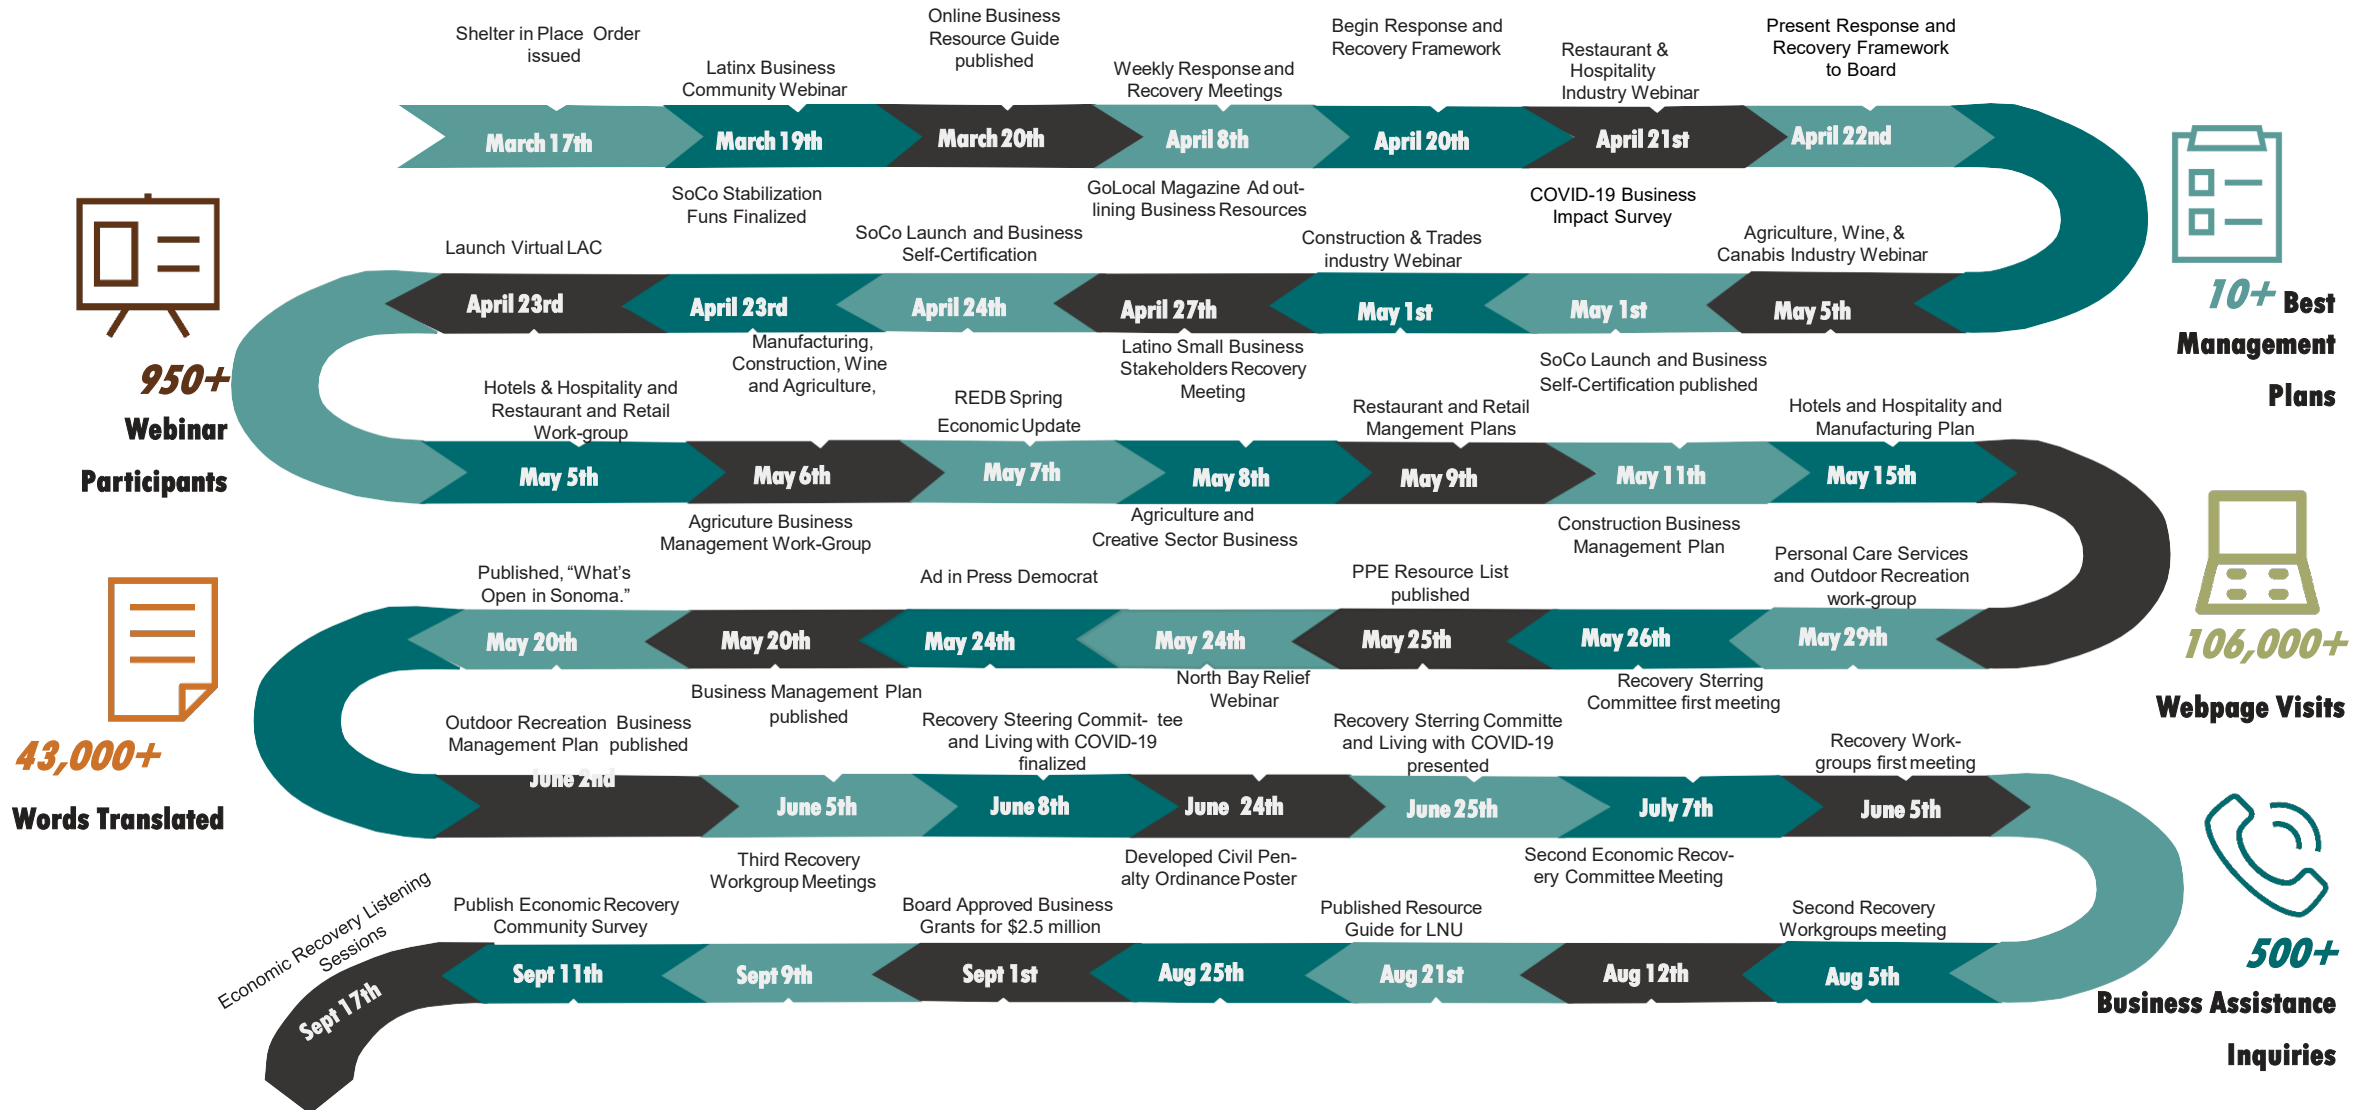 Shelter in Place Order
issued
Latinx Business
Community Webinar
Online Business
Resource Guide
published
Weekly Response and
Recovery Meetings
Begin Response and
Recovery Framework
Restaurant &
Hospitality
Industry Webinar
Present Response and
Recovery Framework
to Board
March 17th
March 19th
March 20th
April 8th
April 20th
April 21st
April 22nd
Launch Virtual LAC
SoCo Stabilization
Funs Finalized
SoCo Launch and Business
Self-Certification
GoLocal Magazine Ad out-
lining Business Resources
Construction & Trades
industry Webinar
COVID-19 Business
Impact Survey
Agriculture, Wine, &
Canabis Industry Webinar
April 23rd
April 23rd
April 24th
April 27th
May 1st
May 1st
May 5th
10+ Best
Management
Plans
950+
Webinar
Participants
Hotels & Hospitality and
Restaurant and Retail
Work-group
Manufacturing,
Construction, Wine
and Agriculture,
REDB Spring
Economic Update
Latino Small Business
Stakeholders Recovery
Meeting
Restaurant and Retail
Mangement Plans
SoCo Launch and Business
Self-Certification published
Hotels and Hospitality and
Manufacturing Plan
May 5th
May 6th
May 7th
May 8th
May 9th
May 11th
May 15th
Published, “What’s
Open in Sonoma.”
Agricuture Business
Management Work-Group
Ad in Press Democrat
Agriculture and
Creative Sector Business
PPE Resource List
published
Construction Business
Management Plan
Personal Care Services
and Outdoor Recreation
work-group
May 20th
May 20th
May 24th
May 24th
May 25th
May 26th
May 29th
106,000+
Webpage Visits
43,000+
Words Translated
Outdoor Recreation Business
Management Plan published
Business Management Plan
published
Recovery Steering Commit- tee
and Living with COVID-19
finalized
North Bay Relief
Webinar
Recovery Sterring Committe
and Living with COVID-19
presented
Recovery Sterring
Committee first meeting
Recovery Work-
groups first meeting
June 2nd
June 5th
June 8th
June 24th
June 25th
July 7th
June 5th
Economic Recovery Listening
Sessions
Publish Economic Recovery
Community Survey
Third Recovery
Workgroup Meetings
Board Approved Business
Grants for $2.5 million
Developed Civil Pen-
alty Ordinance Poster
Published Resource
Guide for LNU
Second Economic Recov-
ery Committee Meeting
Second Recovery
Workgroups meeting
Sept 17th
Sept 11th
Sept 9th
Sept 1st
Aug 25th
Aug 21st
Aug 12th
Aug 5th
500+
Business Assistance
Inquiries